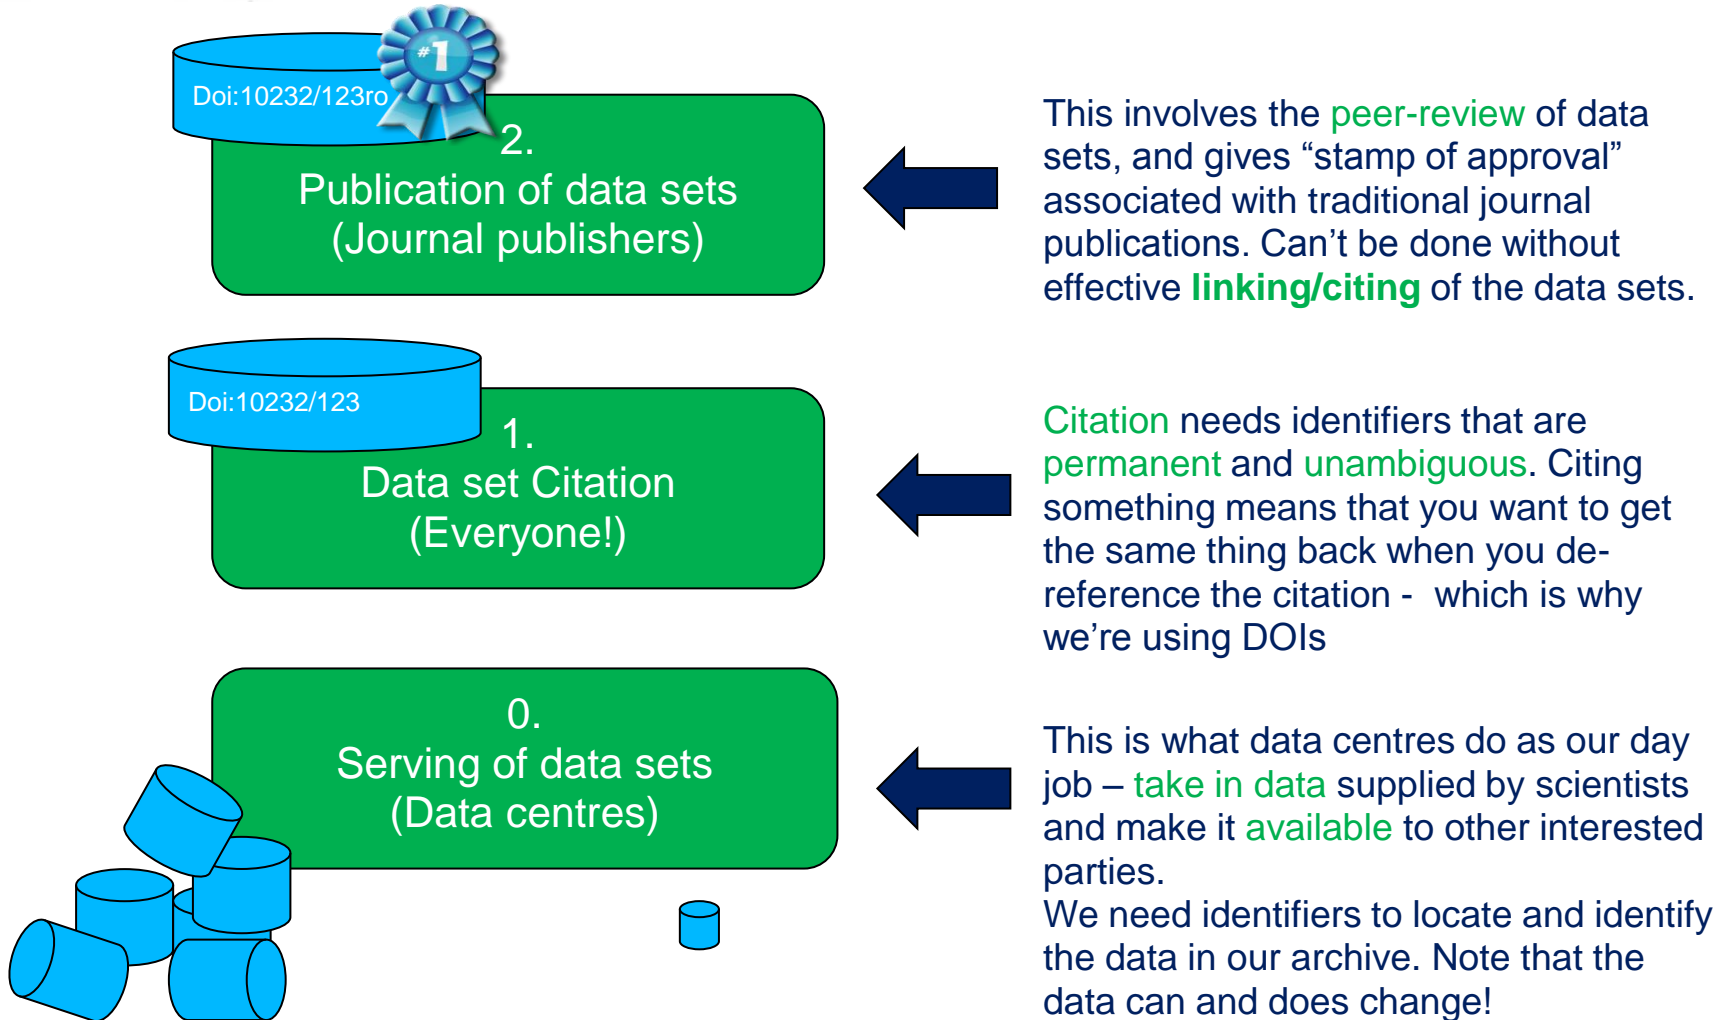 #1
Doi:10232/123ro
2.
Publication of data sets
(Journal publishers)
This involves the peer-review of data
sets, and gives “stamp of approval”
associated with traditional journal
publications. Can’t be done without
effective linking/citing of the data sets.
Doi:10232/123
1.
Data set Citation
(Everyone!)
Citation needs identifiers that are
permanent and unambiguous. Citing
something means that you want to get
the same thing back when you de-
reference the citation - which is why
we’re using DOIs
0.
Serving of data sets
(Data centres)
This is what data centres do as our day
job – take in data supplied by scientists
and make it available to other interested
parties.
We need identifiers to locate and identify
the data in our archive. Note that the
data can and does change!